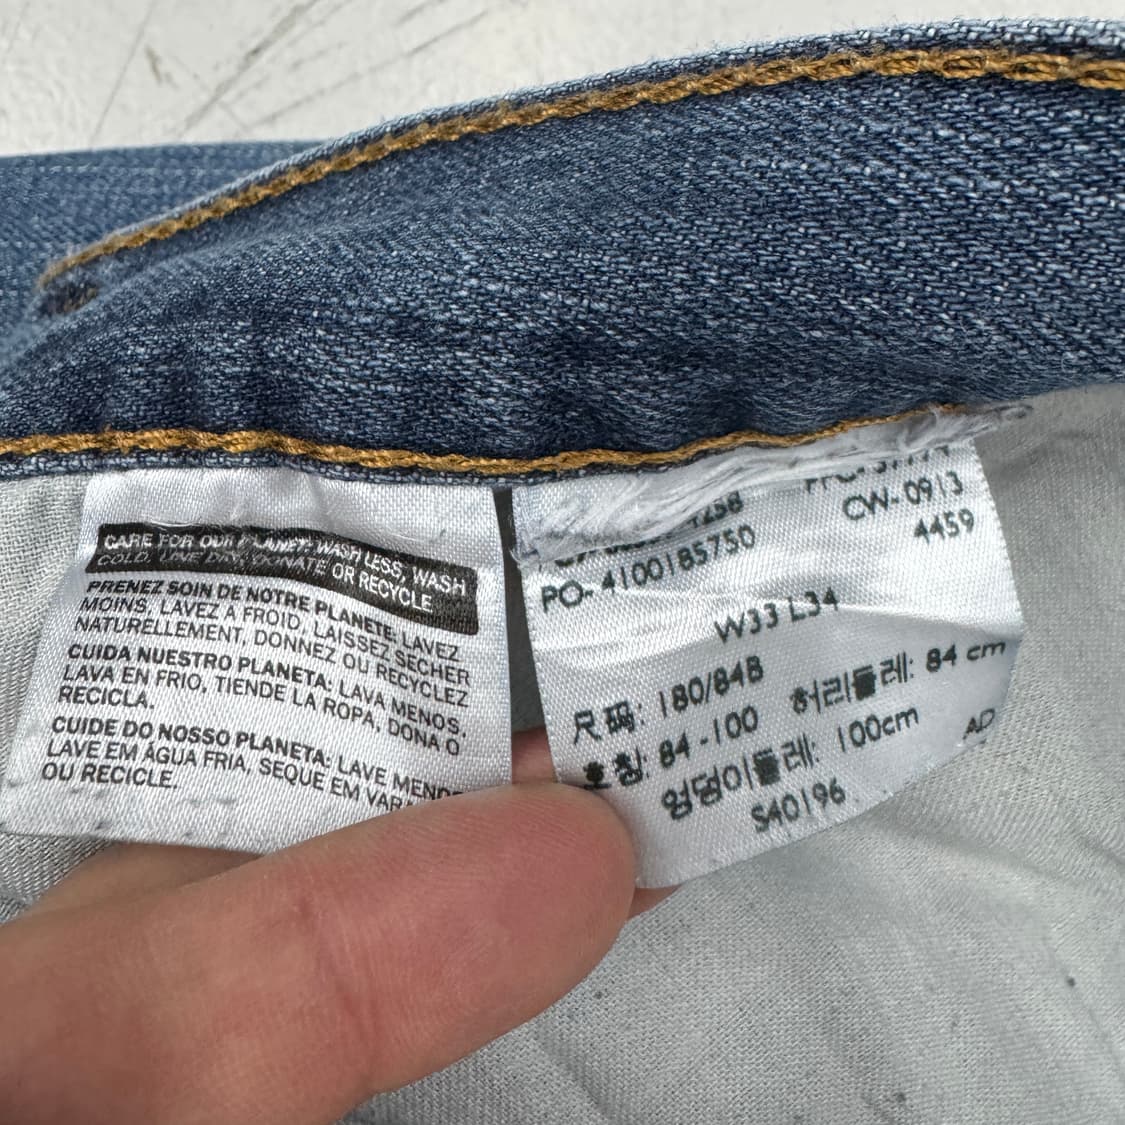 CARE FOR OUR PLANET: WASH LESS, WASH
COLD, LINE DRY, DONATE OR RECYCLE
PRENEZ SOIN DE NOTRE PLANETE: LAVEZ
MOINS, LAVEZ A FROID, LAISSEZ SECHER
NATURELLEMENT, DONNEZ OU RECYCLEZ
CUIDA NUESTRO PLANETA: LAVA MENOS,
LAVA EN FRIO, TIENDE LA ROPA, DONA O
RECICLA.
CUIDE DO NOSSO PLANETA: LAVE MENOS
LAVE EM ÁGUA FRIA, SEQUE EM
OU RECICLE.
4258
CW-0913
PO-4100185750
4459
W33 L34
尺码: 180/84B
허리둘레: 84 cm
호칭: 84-100
엉덩이둘레: 100cm
AD
S40196